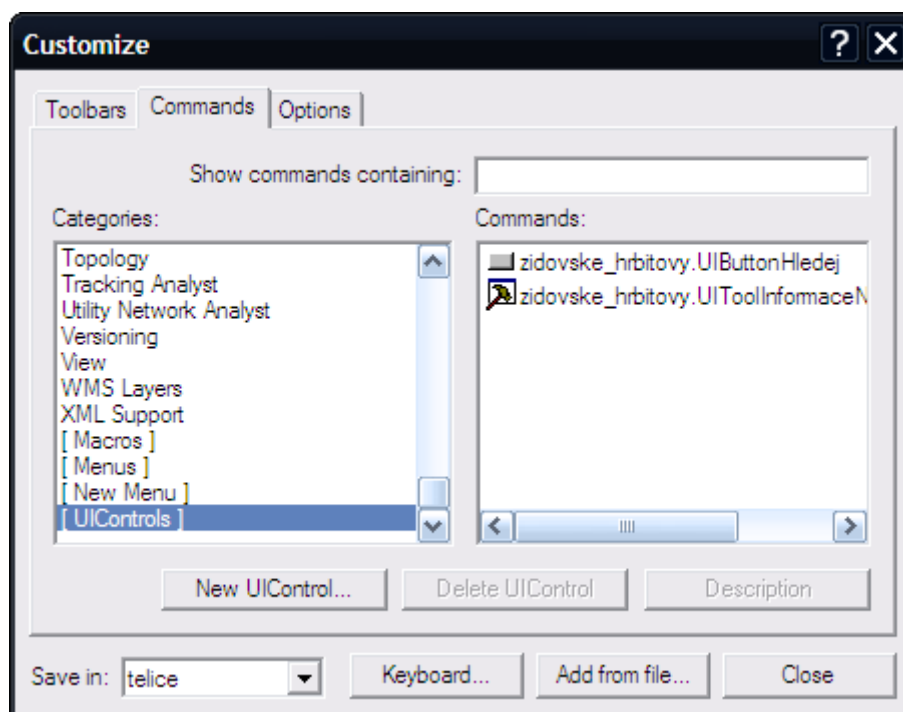 Customize
Toolbars Commands Options
Show commands containing:
Categories:
Topology
Tracking Analyst
Utility Network Analyst
Versioning
View
WMS Layers
XML Support
[ Macros ]
[ Menus ]
[ New Menu ]
[ UIControls ]
Commands:
zidovske_hrbitovy.UIButtonHledej
zidovske_hrbitovy.UIToolInformaceN
New UIControl... Delete UIControl Description
Save in: telice Keyboard... Add from file... Close